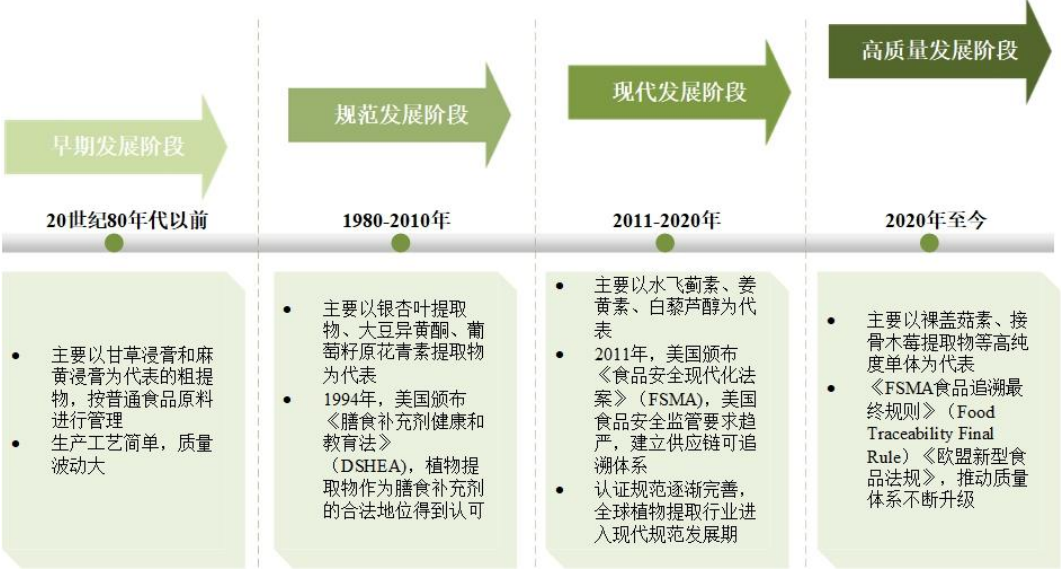 早期发展阶段
规范发展阶段
现代发展阶段
高质量发展阶段
20世纪80年代以前
1980-2010年
2011-2020年
2020年至今
• 主要以甘草浸膏和麻
黄浸膏为代表的粗提
物，按普通食品原料
进行管理
• 生产工艺简单，质量
波动大
• 主要以银杏叶提取
物、大豆异黄酮、葡
萄籽原花青素提取物
为代表
• 1994年，美国颁布
《膳食补充剂健康和
教育法》
（DSHEA)，植物提
取物作为膳食补充剂
的合法地位得到认可
• 主要以水飞蓟素、姜
黄素、白藜芦醇为代
表
• 2011年，美国颁布
《食品安全现代化法
案》（FSMA)，美国
食品安全监管要求趋
严，建立供应链可追
溯体系
• 认证规范逐渐完善，
全球植物提取行业进
入现代规范发展期
• 主要以裸盖菇素、接
骨木莓提取物等高纯
度单体为代表
• 《FSMA食品追溯最
终规则》（Food
Traceability Final
Rule）《欧盟新型食
品法规》，推动质量
体系不断升级